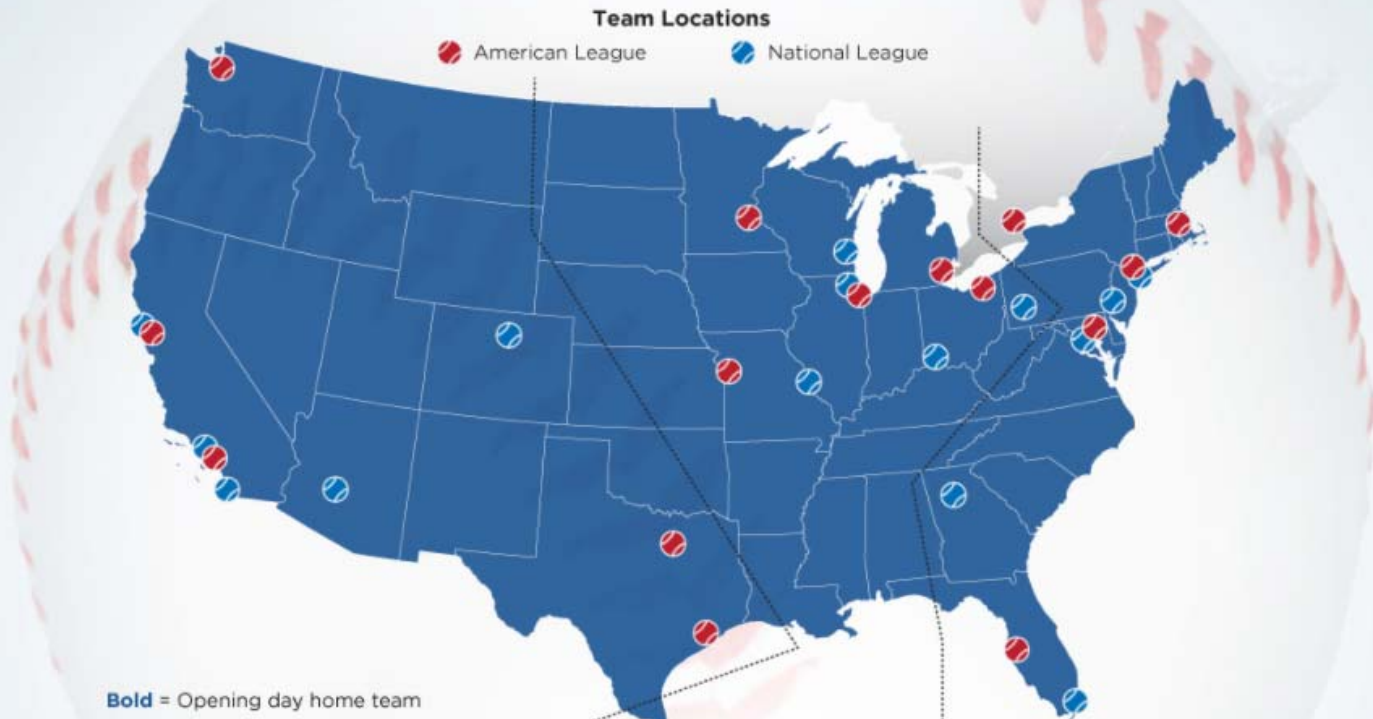 Team Locations
American League National League
Bold = Opening day home team